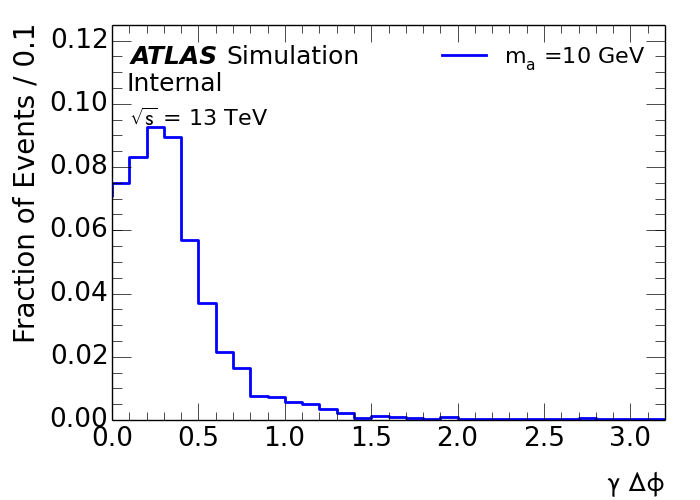 ATLAS Simulation
Internal
√s = 13 TeV
mₐ =10 GeV
Fraction of Events / 0.1
0.12
0.10
0.08
0.06
0.04
0.02
0.00
0.0 0.5 1.0 1.5 2.0 2.5 3.0
γ Δϕ